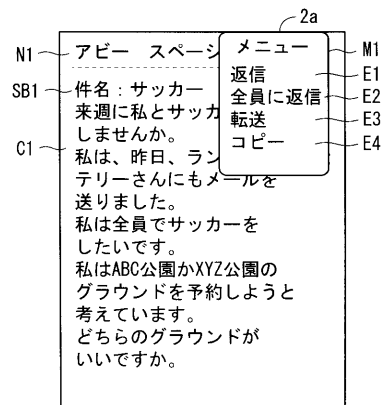 2a
N1 アビー スペーシ メニュー M1
返信 E1
SB1 件名：サッカー 全員に返信 E2
来週に私とサッカ 転送 E3
しませんか。 コピー E4
C1 私は、昨日、ラン
テリーさんにもメールを
送りました。
私は全員でサッカーを
したいです。
私はABC公園かXYZ公園の
グラウンドを予約しようと
考えています。
どちらのグラウンドが
いいですか。